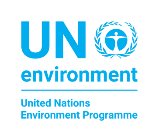 UN
environment
United Nations
Environment Programme